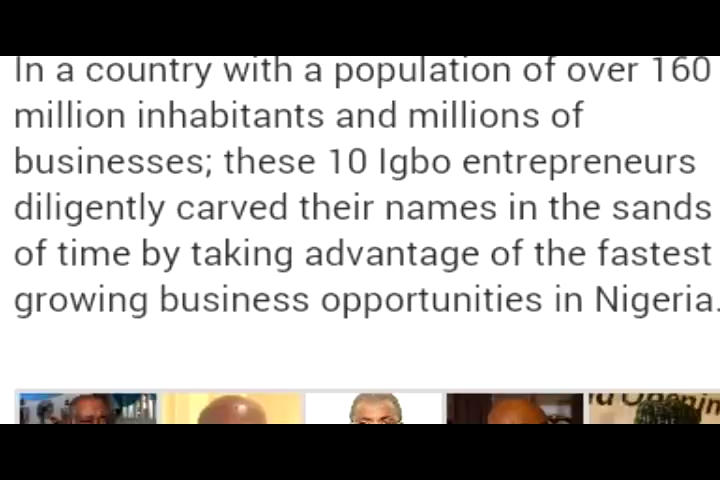 In a country with a population of over 160
million inhabitants and millions of
businesses; these 10 Igbo entrepreneurs
diligently carved their names in the sands
of time by taking advantage of the fastest
growing business opportunities in Nigeria.